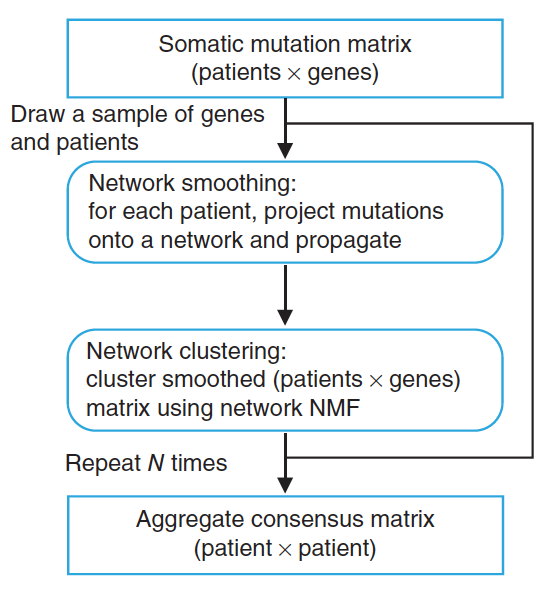 Somatic mutation matrix
(patients × genes)
Draw a sample of genes
and patients
Network smoothing:
for each patient, project mutations
onto a network and propagate
Network clustering:
cluster smoothed (patients × genes)
matrix using network NMF
Repeat N times
Aggregate consensus matrix
(patient × patient)